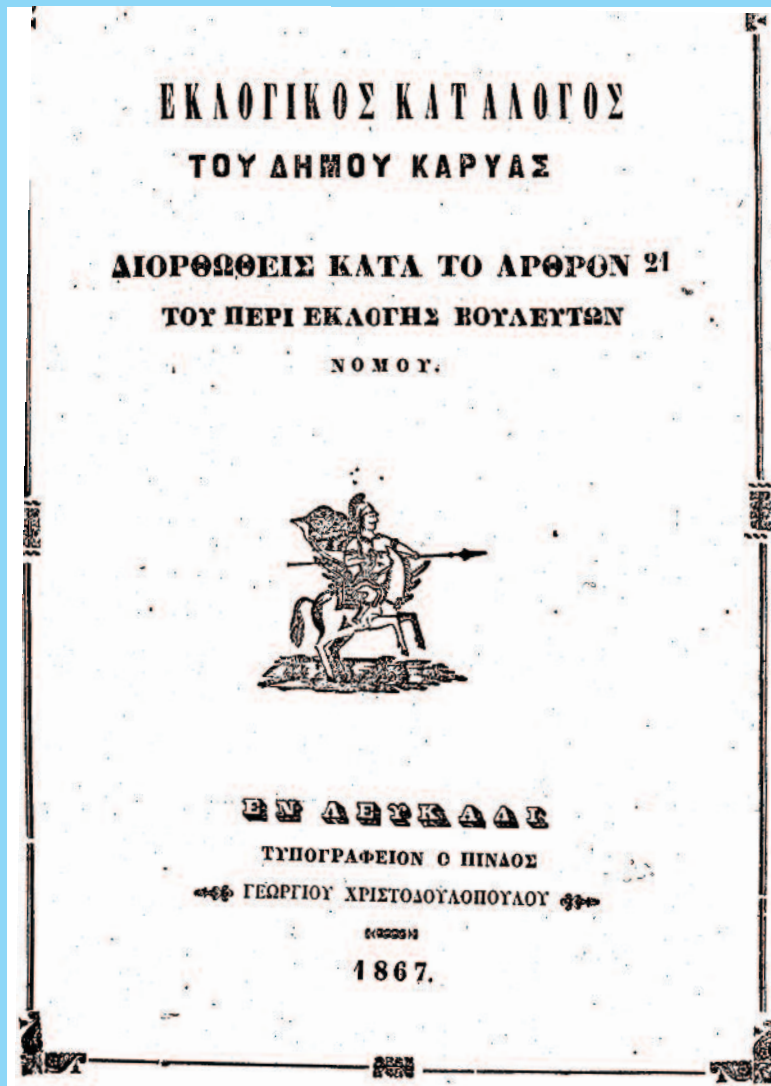 ΕΚΛΟΓΙΚΟΣ ΚΑΤΑΛΟΓΟΣ
ΤΟΥ ΔΗΜΟΥ ΚΑΡΥΑΣ
ΔΙΟΡΘΩΘΕΙΣ ΚΑΤΑ ΤΟ ΑΡΘΡΟΝ 21
ΤΟΥ ΠΕΡΙ ΕΚΛΟΓΗΣ ΒΟΥΛΕΥΤΩΝ
ΝΟΜΟΥ.
ΕΝ ΛΕΥΚΑΔΙ
ΤΥΠΟΓΡΑΦΕΙΟΝ Ο ΠΙΝΔΟΣ
ΓΕΩΡΓΙΟΥ ΧΡΙΣΤΟΔΟΥΛΟΠΟΥΛΟΥ
1867.